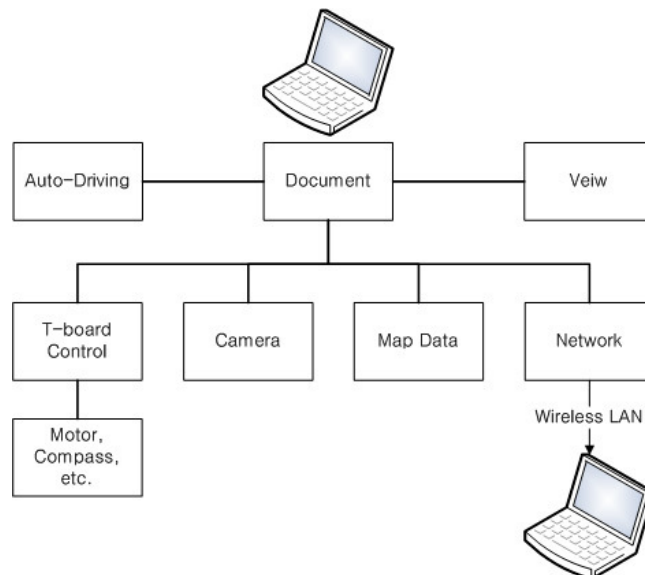 Auto-Driving
Document
Veiw
T-board
Control
Camera
Map Data
Network
Motor,
Compass,
etc.
Wireless LAN